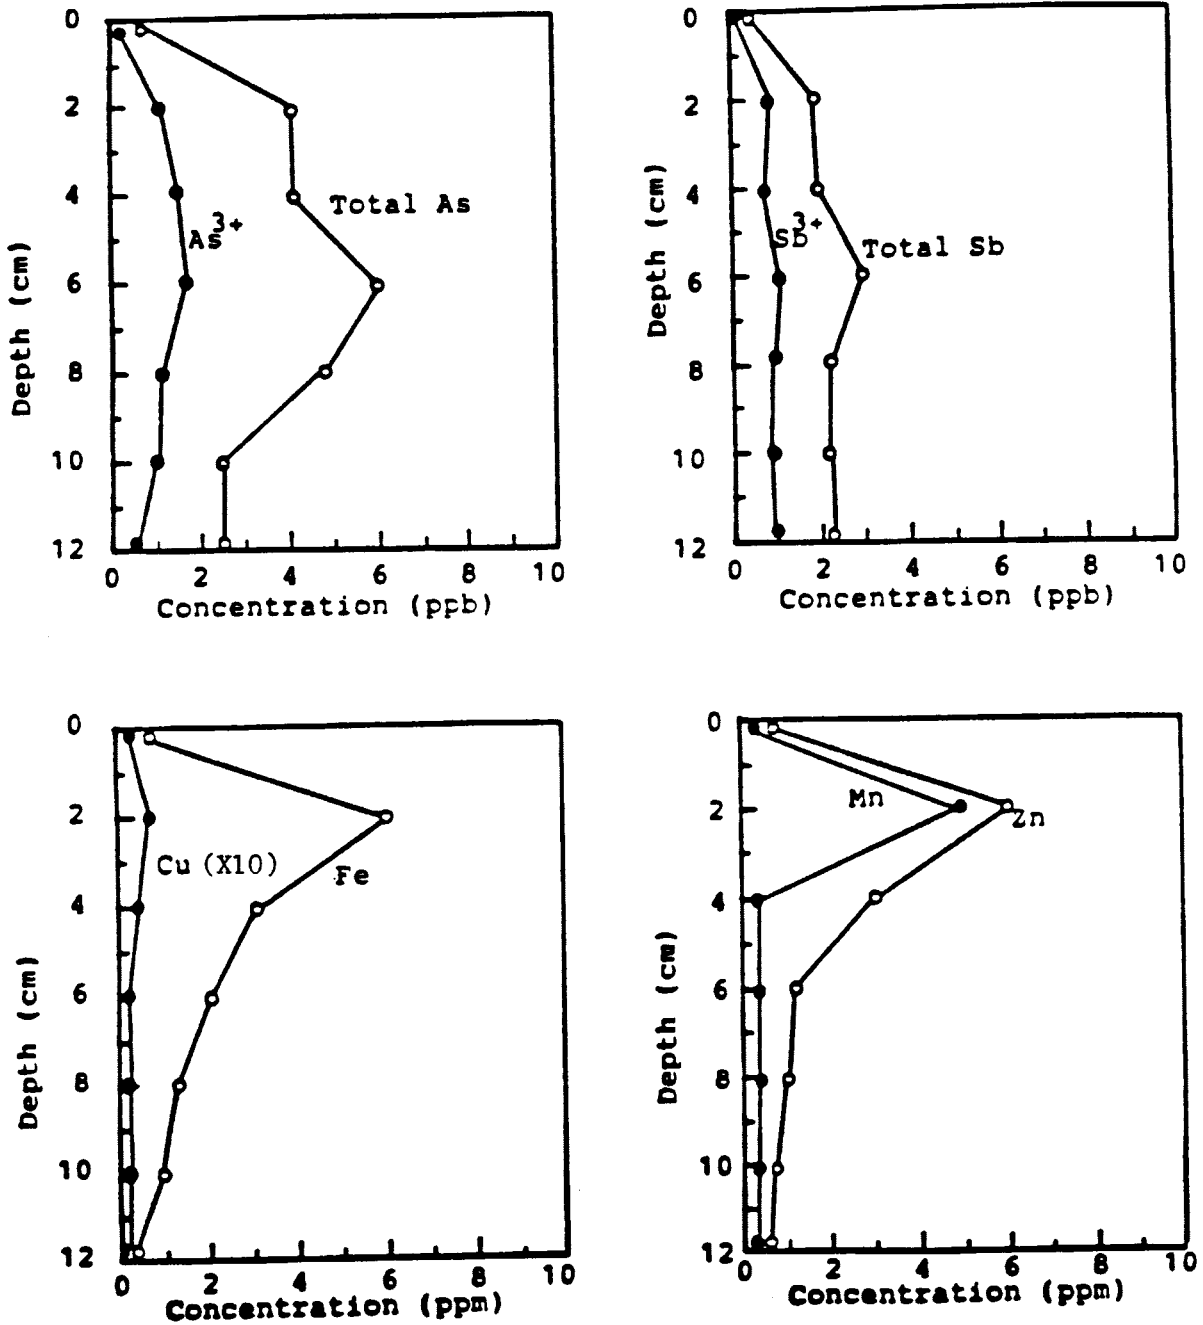 0
2
4
6
8
10
12
Depth (cm)
As3+
Total As
0 2 4 6 8 10
Concentration (ppb)
0
2
4
6
8
10
12
Depth (cm)
Sb3+
Total Sb
0 2 4 6 8 10
Concentration (ppb)
0
2
4
6
8
10
12
Depth (cm)
Cu (X10)
Fe
0 2 4 6 8 10
Concentration (ppm)
0
2
4
6
8
10
12
Depth (cm)
Mn
Zn
0 2 4 6 8 10
Concentration (ppm)